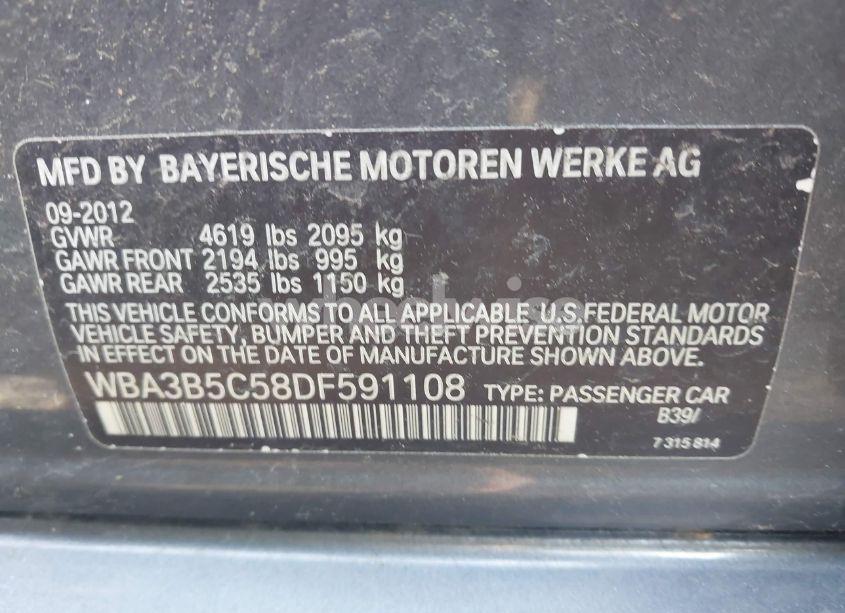 MFD BY BAYERISCHE MOTOREN WERKE AG
09-2012
GVWR 4619 lbs 2095 kg
GAWR FRONT 2194 lbs 995 kg
GAWR REAR 2535 lbs 1150 kg
THIS VEHICLE CONFORMS TO ALL APPLICABLE U.S.FEDERAL MOTOR
VEHICLE SAFETY, BUMPER AND THEFT PREVENTION STANDARDS
IN EFFECT ON THE DATE OF MANUFACTURE SHOWN ABOVE.
WBA3B5C58DF591108 TYPE: PASSENGER CAR
B39/
7 315 814